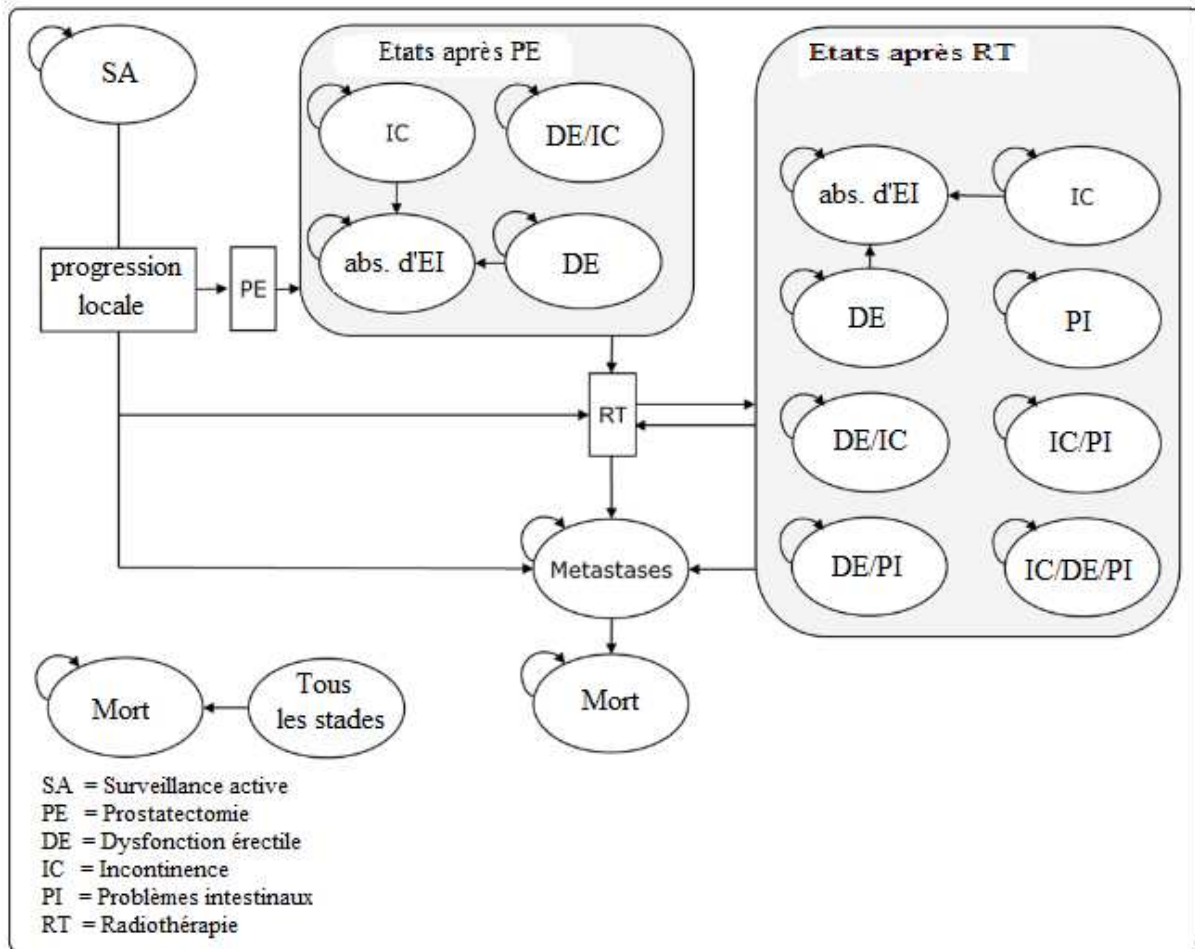 SA
progression
locale
PE
Etats après PE
IC
DE/IC
abs. d'EI
DE
Etats après RT
abs. d'EI
IC
DE
PI
DE/IC
IC/PI
DE/PI
IC/DE/PI
RT
Metastases
Mort
Mort
Tous
les stades
SA = Surveillance active
PE = Prostatectomie
DE = Dysfonction érectile
IC = Incontinence
PI = Problèmes intestinaux
RT = Radiothérapie